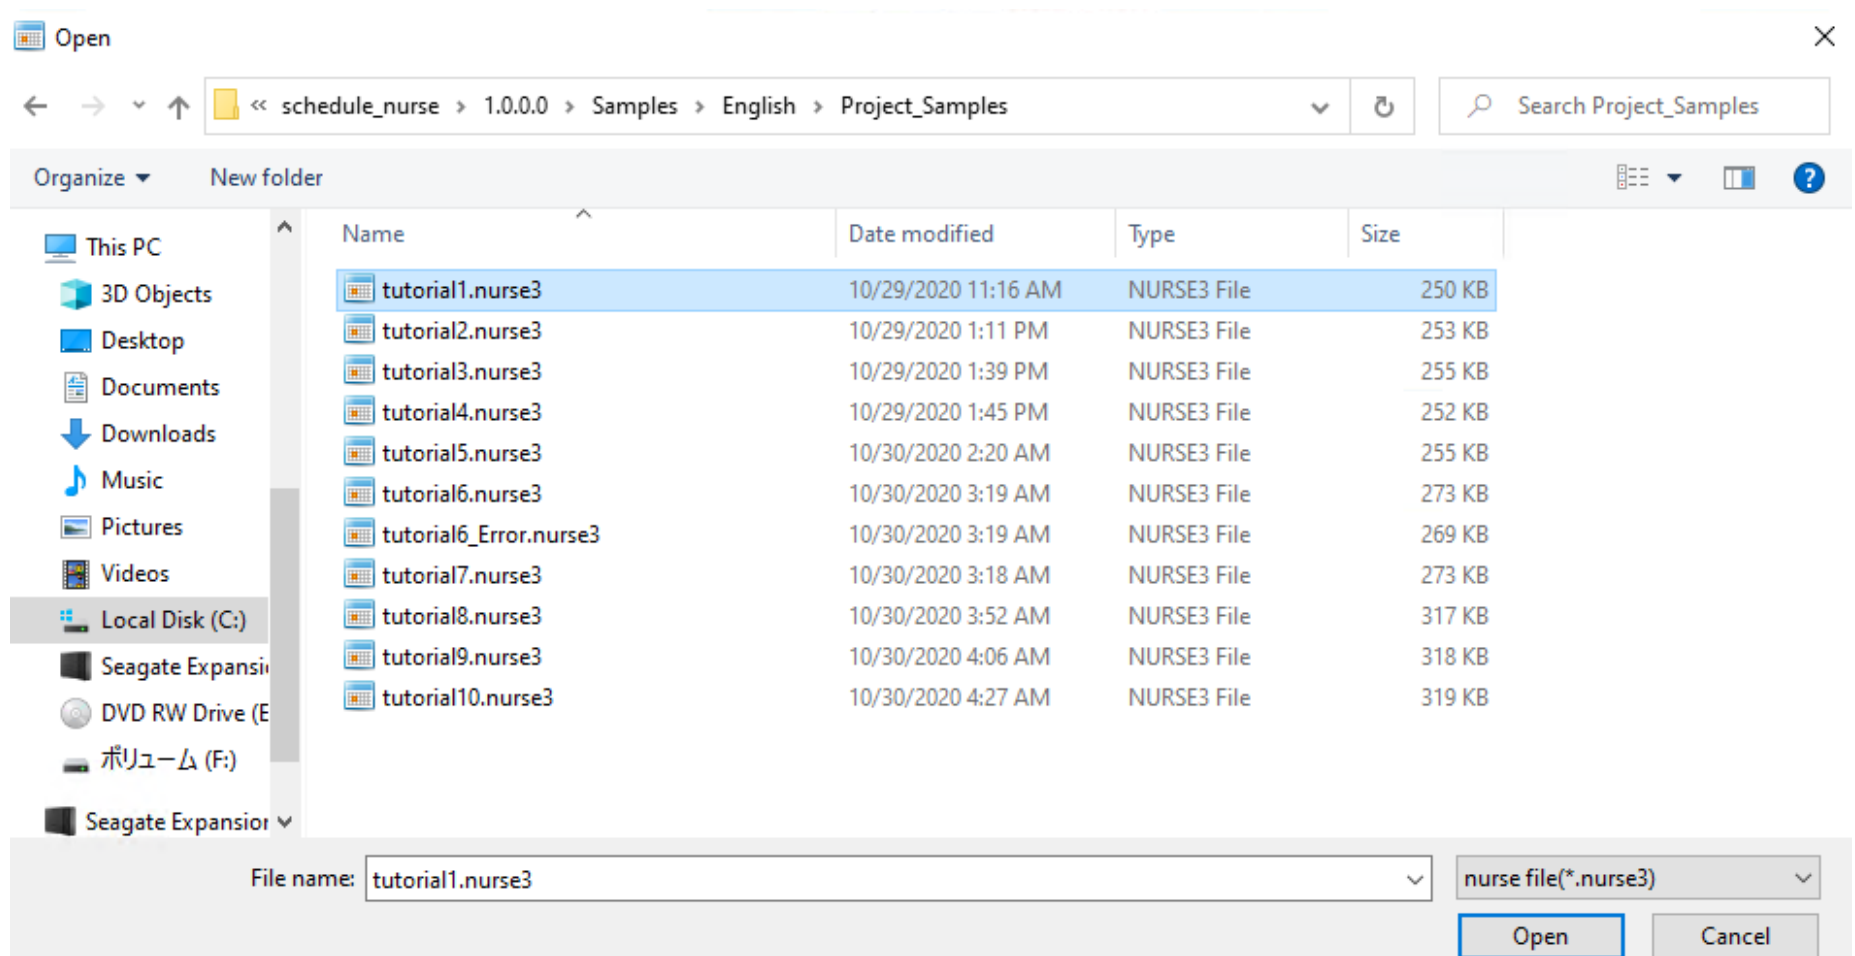 Open
« schedule_nurse > 1.0.0.0 > Samples > English > Project_Samples
Search Project_Samples
Organize
New folder
Name Date modified Type Size
This PC
3D Objects
Desktop
Documents
Downloads
Music
Pictures
Videos
Local Disk (C:)
Seagate Expansi
DVD RW Drive (E
ボリューム (F:)
Seagate Expansion
tutorial1.nurse3 10/29/2020 11:16 AM NURSE3 File 250 KB
tutorial2.nurse3 10/29/2020 1:11 PM NURSE3 File 253 KB
tutorial3.nurse3 10/29/2020 1:39 PM NURSE3 File 255 KB
tutorial4.nurse3 10/29/2020 1:45 PM NURSE3 File 252 KB
tutorial5.nurse3 10/30/2020 2:20 AM NURSE3 File 255 KB
tutorial6.nurse3 10/30/2020 3:19 AM NURSE3 File 273 KB
tutorial6_Error.nurse3 10/30/2020 3:19 AM NURSE3 File 269 KB
tutorial7.nurse3 10/30/2020 3:18 AM NURSE3 File 273 KB
tutorial8.nurse3 10/30/2020 3:52 AM NURSE3 File 317 KB
tutorial9.nurse3 10/30/2020 4:06 AM NURSE3 File 318 KB
tutorial10.nurse3 10/30/2020 4:27 AM NURSE3 File 319 KB
File name: tutorial1.nurse3
nurse file(*.nurse3)
Open
Cancel